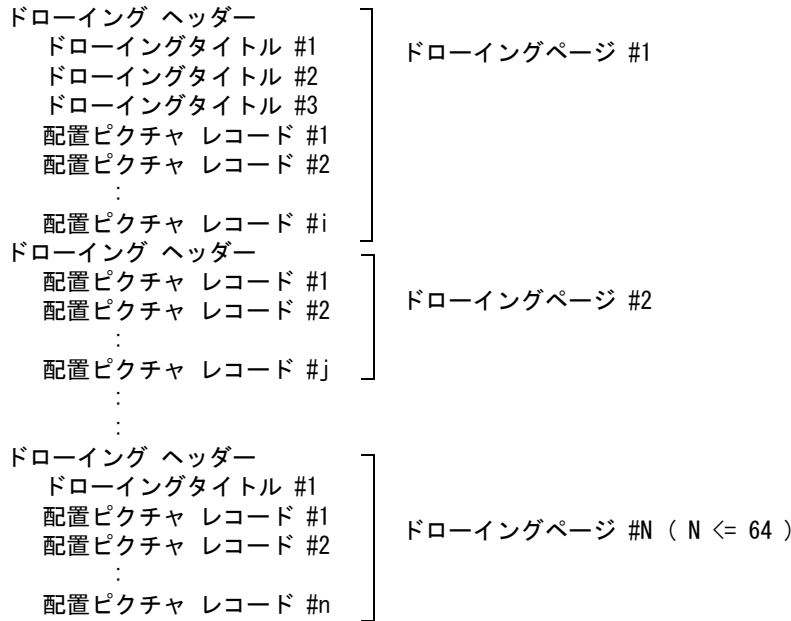 ドローイング ヘッダー
ドローイングタイトル #1
ドローイングタイトル #2
ドローイングタイトル #3
配置ピクチャ レコード #1
配置ピクチャ レコード #2
:
配置ピクチャ レコード #i
ドローイングページ #1
ドローイング ヘッダー
配置ピクチャ レコード #1
配置ピクチャ レコード #2
:
配置ピクチャ レコード #j
ドローイングページ #2
:
:
ドローイング ヘッダー
ドローイングタイトル #1
配置ピクチャ レコード #1
配置ピクチャ レコード #2
:
配置ピクチャ レコード #n
ドローイングページ #N ( N <= 64 )